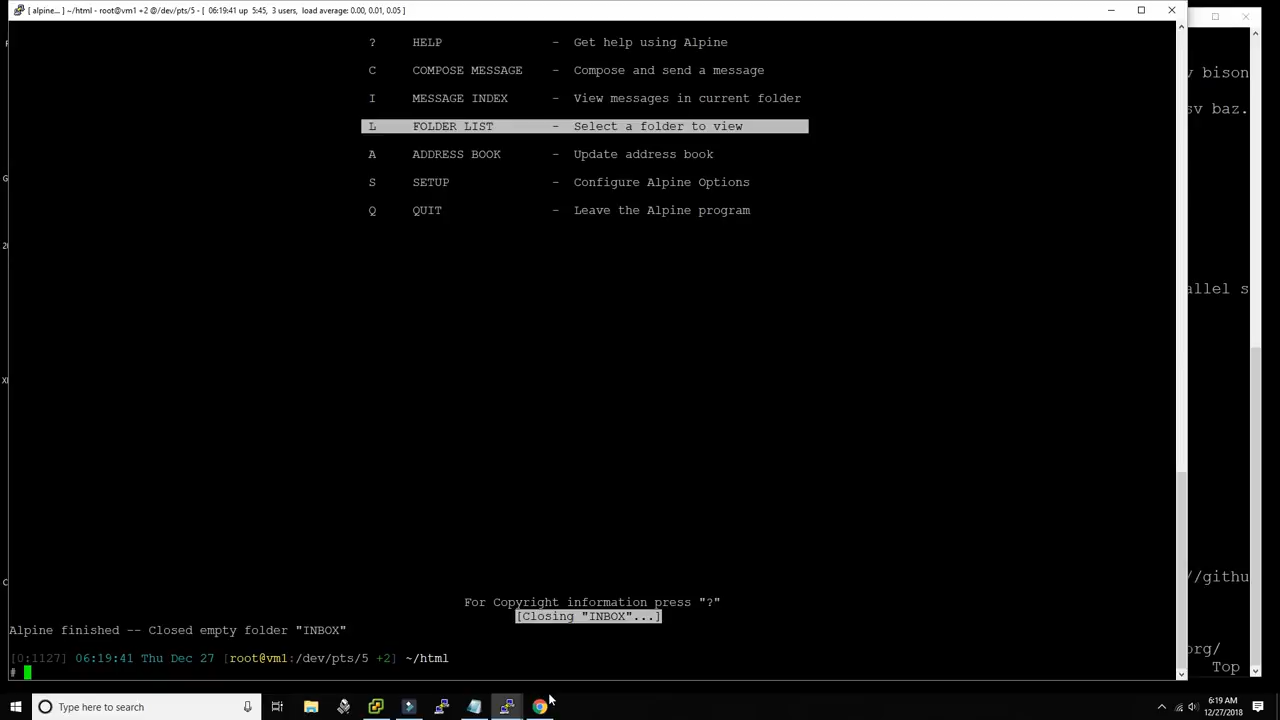 [ alpine... ] ~/html - root@vm1 +2 @/dev/pts/5 - [ 06:19:41 up 5:45, 3 users, load average: 0.00, 0.01, 0.05 ]
? HELP - Get help using Alpine
C COMPOSE MESSAGE - Compose and send a message
I MESSAGE INDEX - View messages in current folder
L FOLDER LIST - Select a folder to view
A ADDRESS BOOK - Update address book
S SETUP - Configure Alpine Options
Q QUIT - Leave the Alpine program
For Copyright information press "?"
[Closing "INBOX"...]
Alpine finished -- Closed empty folder "INBOX"
[0:1127] 06:19:41 Thu Dec 27 [root@vm1:/dev/pts/5 +2] ~/html
#
bison
sv baz.
allel s
//githu
org/
Top
Type here to search
6:19 AM
12/27/2018